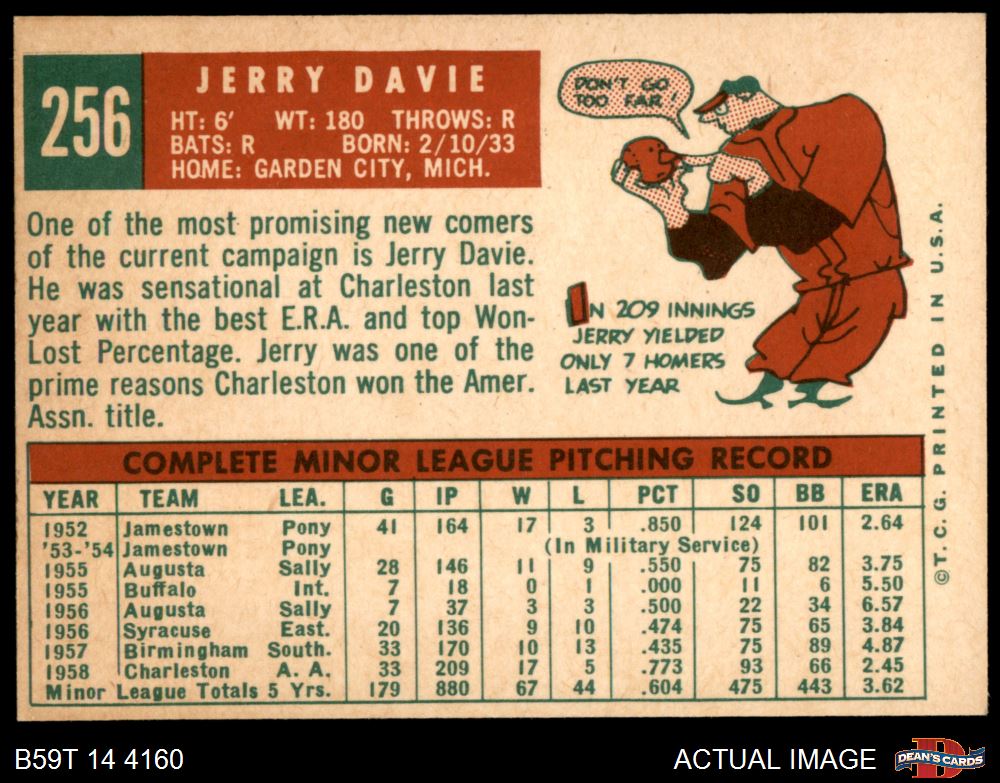 256
JERRY DAVIE
HT: 6' WT: 180 THROWS: R
BATS: R BORN: 2/10/33
HOME: GARDEN CITY, MICH.
One of the most promising new comers
of the current campaign is Jerry Davie.
He was sensational at Charleston last
year with the best E.R.A. and top Won-
Lost Percentage. Jerry was one of the
prime reasons Charleston won the Amer.
Assn. title.
DON'T GO
TOO FAR!
IN 209 INNINGS
JERRY YIELDED
ONLY 7 HOMERS
LAST YEAR
©T. C. G. PRINTED IN U.S.A.
COMPLETE MINOR LEAGUE PITCHING RECORD
YEAR TEAM LEA. G IP W L PCT SO BB ERA
1952 Jamestown Pony 41 164 17 3 .850 124 101 2.64
'53-'54 Jamestown Pony (In Military Service)
1955 Augusta Sally 28 146 11 9 .550 75 82 3.75
1955 Buffalo Int. 7 18 0 1 .000 11 6 5.50
1956 Augusta Sally 7 37 3 3 .500 22 34 6.57
1956 Syracuse East. 20 136 9 10 .474 75 65 3.84
1957 Birmingham South. 33 170 10 13 .435 75 89 4.87
1958 Charleston A. A. 33 209 17 5 .773 93 66 2.45
Minor League Totals 5 Yrs. 179 880 67 44 .604 475 443 3.62
B59T 14 4160
ACTUAL IMAGE
DEAN'S CARDS